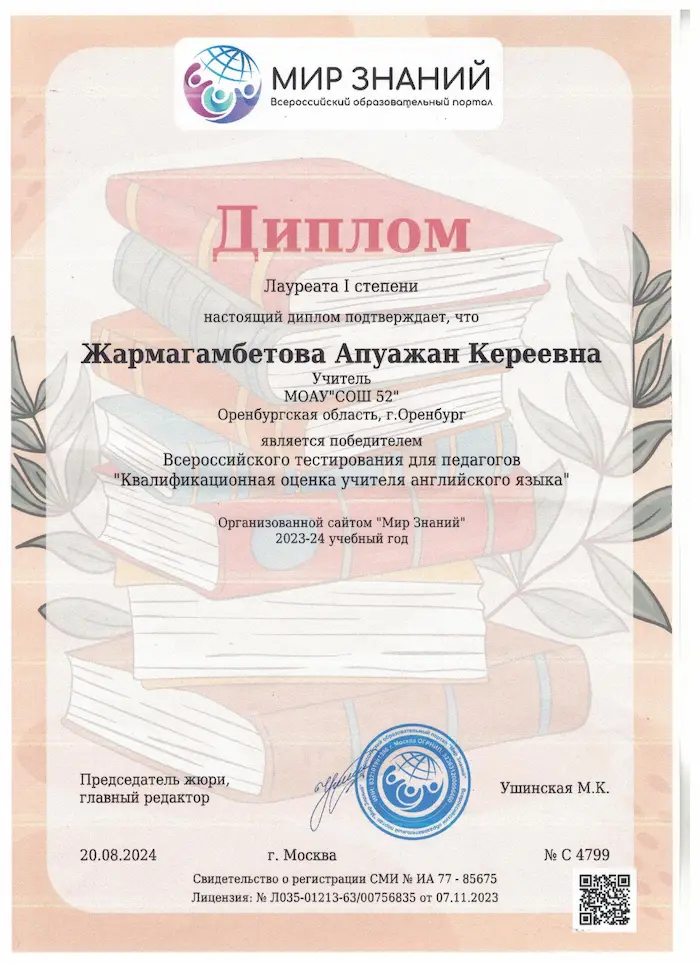 МИР ЗНАНИЙ
Всероссийский образовательный портал
Диплом
Лауреата I степени
настоящий диплом подтверждает, что
Жармагамбетова Апуажан Кереевна
Учитель
МОАУ"СОШ 52"
Оренбургская область, г.Оренбург
является победителем
Всероссийского тестирования для педагогов
"Квалификационная оценка учителя английского языка"
Организованной сайтом "Мир Знаний"
2023-24 учебный год
Председатель жюри,
главный редактор
Ушинская М.К.
20.08.2024
г. Москва
№ С 4799
Свидетельство о регистрации СМИ № ИА 77 - 85675
Лицензия: № Л035-01213-63/00756835 от 07.11.2023